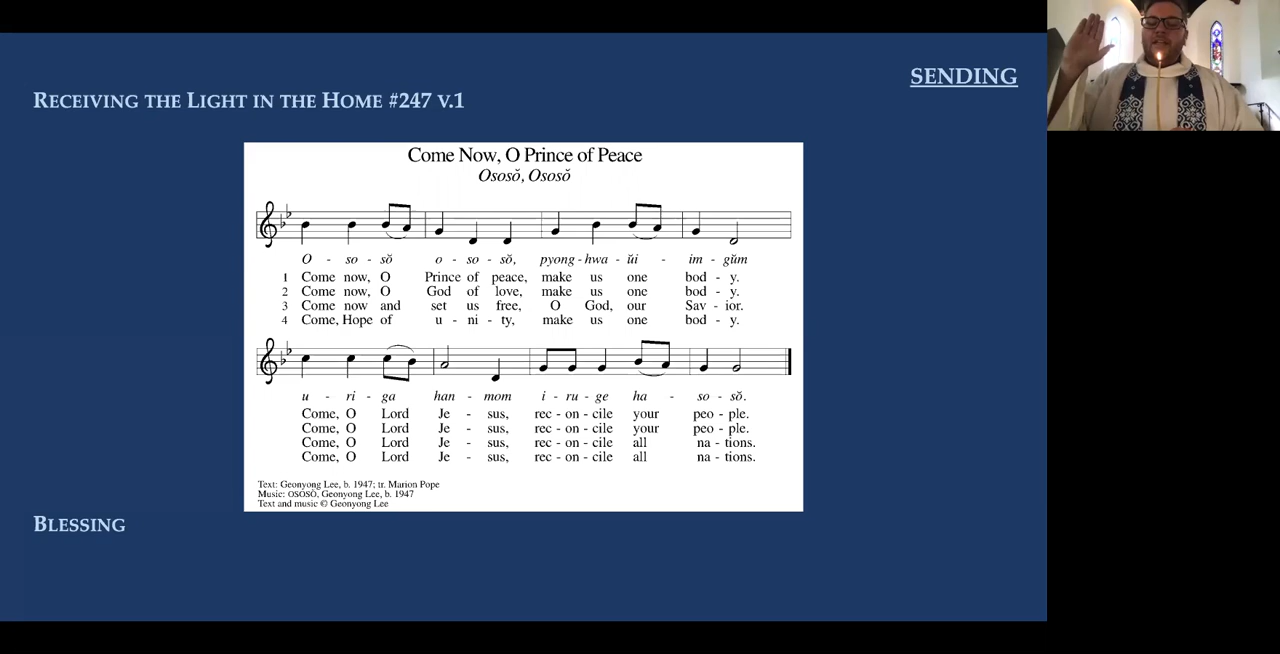 SENDING
RECEIVING THE LIGHT IN THE HOME #247 V.1
Come Now, O Prince of Peace
Ososŏ, Ososŏ
O - so - sŏ o - so - sŏ, pyong - hwa - ŭi - im - gŭm
1 Come now, O Prince of peace, make us one bod - y.
2 Come now, O God of love, make us one bod - y.
3 Come now and set us free, O God, our Sav - ior.
4 Come, Hope of u - ni - ty, make us one bod - y.
u - ri - ga han - mom i - ru - ge ha - so - sŏ.
Come, O Lord Je - sus, rec - on - cile your peo - ple.
Come, O Lord Je - sus, rec - on - cile your peo - ple.
Come, O Lord Je - sus, rec - on - cile all na - tions.
Come, O Lord Je - sus, rec - on - cile all na - tions.
Text: Geonyong Lee, b. 1947; tr. Marion Pope
Music: OSOSŎ, Geonyong Lee, b. 1947
Text and music © Geonyong Lee
BLESSING